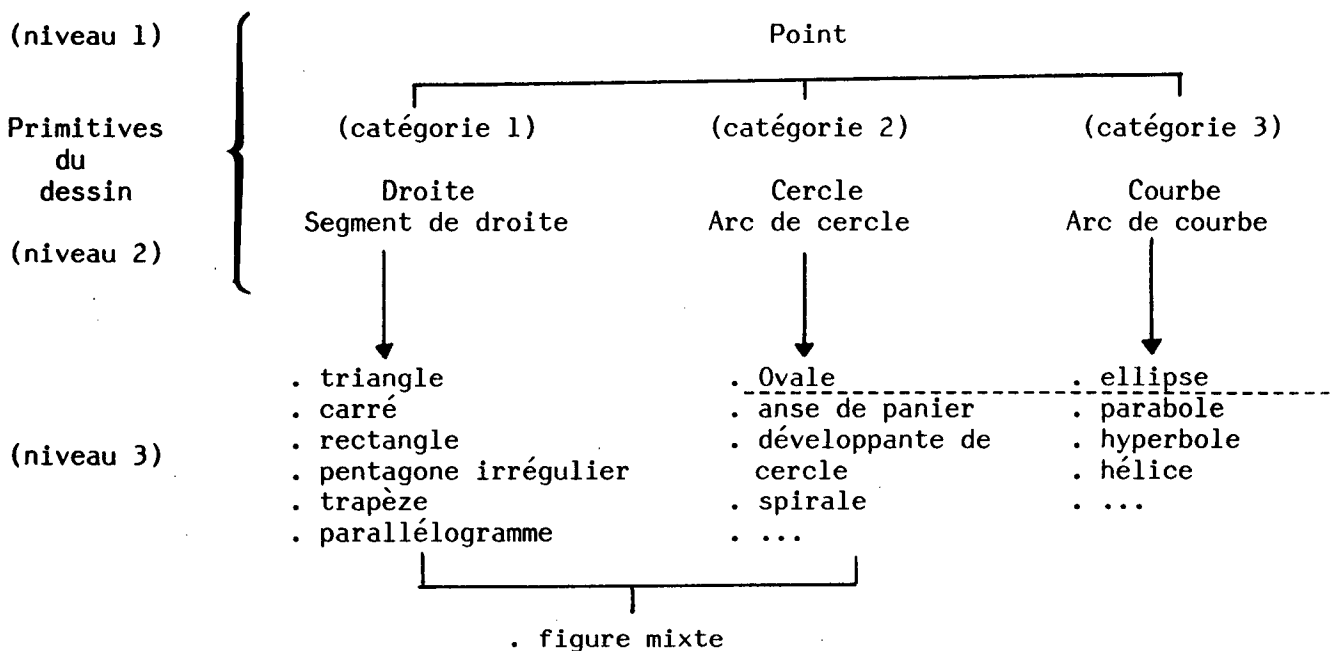 (niveau 1) Point
Primitives (catégorie 1) (catégorie 2) (catégorie 3)
du
dessin Droite Cercle Courbe
Segment de droite Arc de cercle Arc de courbe
(niveau 2)
. triangle . Ovale . ellipse
. carré . anse de panier . parabole
. rectangle . développante de . hyperbole
(niveau 3) . pentagone irrégulier cercle . hélice
. trapèze . spirale . ...
. parallélogramme . ...
. figure mixte